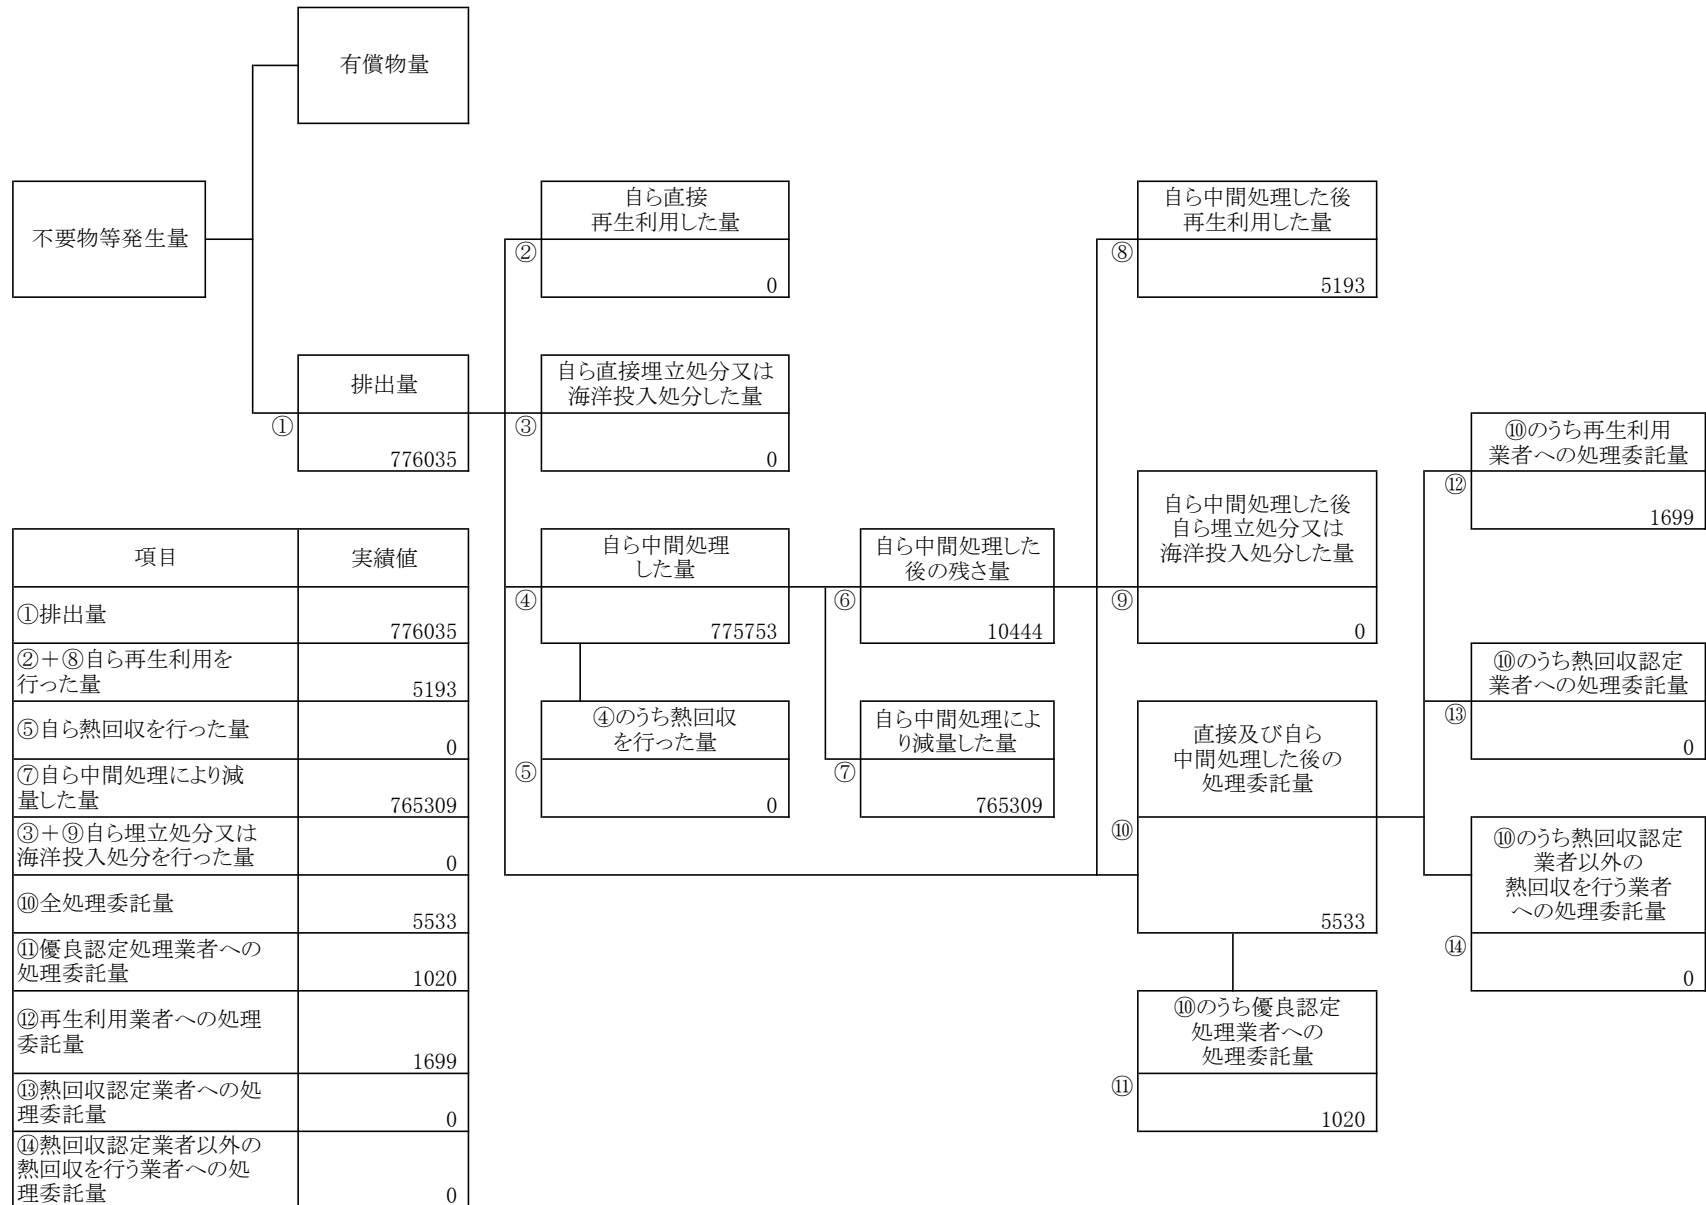 有償物量
不要物等発生量
自ら直接
再生利用した量
②
0
自ら中間処理した後
再生利用した量
⑧
5193
排出量
①
776035
自ら直接埋立処分又は
海洋投入処分した量
③
0
⑩のうち再生利用
業者への処理委託量
⑫
1699
自ら中間処理した後
自ら埋立処分又は
海洋投入処分した量
⑨
0
自ら中間処理
した量
④
775753
自ら中間処理した
後の残さ量
⑥
10444
⑩のうち熱回収認定
業者への処理委託量
⑬
0
④のうち熱回収
を行った量
⑤
0
自ら中間処理によ
り減量した量
⑦
765309
直接及び自ら
中間処理した後の
処理委託量
⑩
5533
⑩のうち熱回収認定
業者以外の
熱回収を行う業者
への処理委託量
⑭
0
⑩のうち優良認定
処理業者への
処理委託量
⑪
1020
項目 実績値
①排出量
776035
②＋⑧自ら再生利用を
行った量
5193
⑤自ら熱回収を行った量
0
⑦自ら中間処理により減
量した量
765309
③＋⑨自ら埋立処分又は
海洋投入処分を行った量
0
⑩全処理委託量
5533
⑪優良認定処理業者への
処理委託量
1020
⑫再生利用業者への処理
委託量
1699
⑬熱回収認定業者への処
理委託量
0
⑭熱回収認定業者以外の
熱回収を行う業者への処
理委託量
0